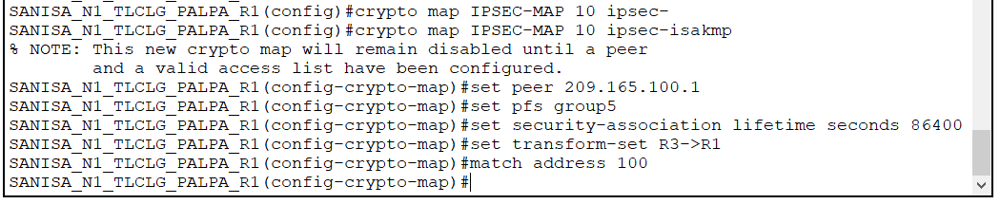 SANISA_N1_TLCLG_PALPA_R1(config)#crypto map IPSEC-MAP 10 ipsec-
SANISA_N1_TLCLG_PALPA_R1(config)#crypto map IPSEC-MAP 10 ipsec-isakmp
% NOTE: This new crypto map will remain disabled until a peer
        and a valid access list have been configured.
SANISA_N1_TLCLG_PALPA_R1(config-crypto-map)#set peer 209.165.100.1
SANISA_N1_TLCLG_PALPA_R1(config-crypto-map)#set pfs group5
SANISA_N1_TLCLG_PALPA_R1(config-crypto-map)#set security-association lifetime seconds 86400
SANISA_N1_TLCLG_PALPA_R1(config-crypto-map)#set transform-set R3->R1
SANISA_N1_TLCLG_PALPA_R1(config-crypto-map)#match address 100
SANISA_N1_TLCLG_PALPA_R1(config-crypto-map)#